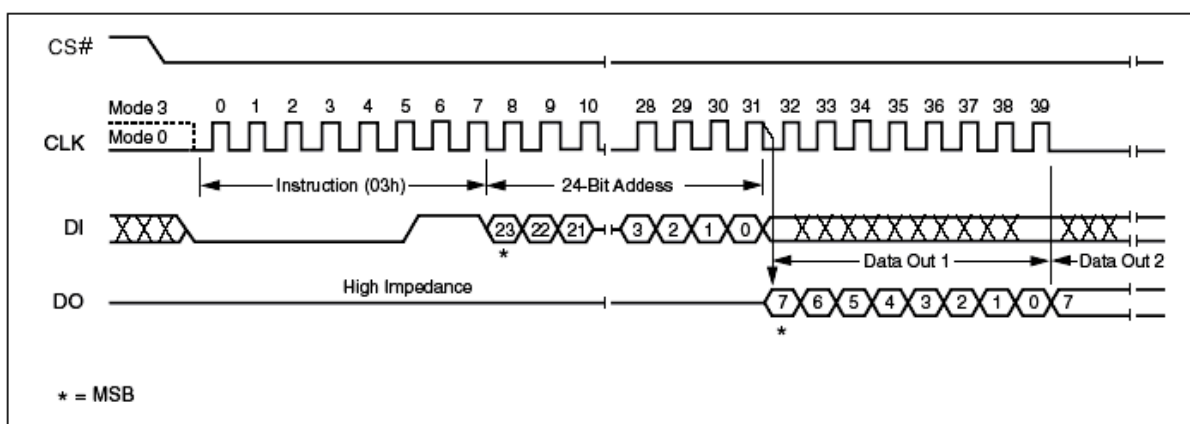 CS#
Mode 3
0 1 2 3 4 5 6 7 8 9 10 28 29 30 31 32 33 34 35 36 37 38 39
CLK
Mode 0
Instruction (03h)
24-Bit Addess
DI
23 22 21 3 2 1 0
*
Data Out 1
Data Out 2
High Impedance
DO
7 6 5 4 3 2 1 0 7
*
* = MSB